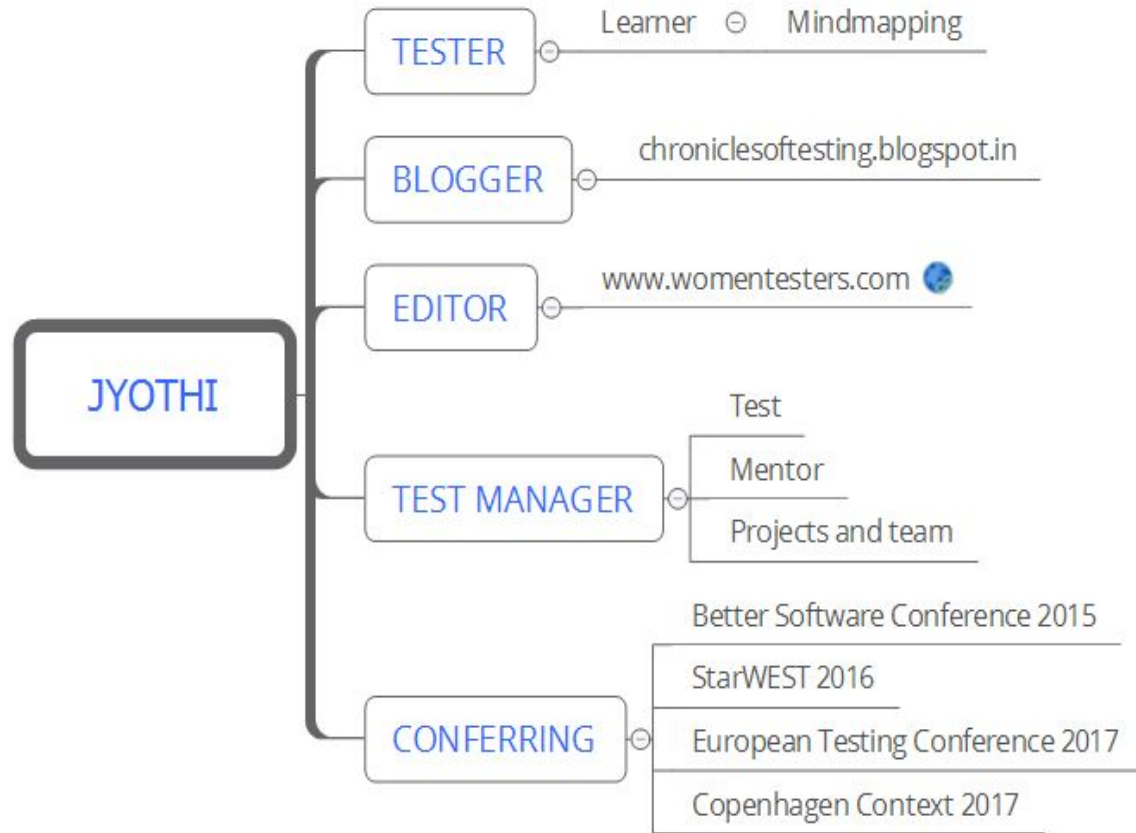 JYOTHI
TESTER
Learner Mindmapping
BLOGGER
chroniclesoftesting.blogspot.in
EDITOR
www.womentesters.com
TEST MANAGER
Test
Mentor
Projects and team
CONFERRING
Better Software Conference 2015
StarWEST 2016
European Testing Conference 2017
Copenhagen Context 2017